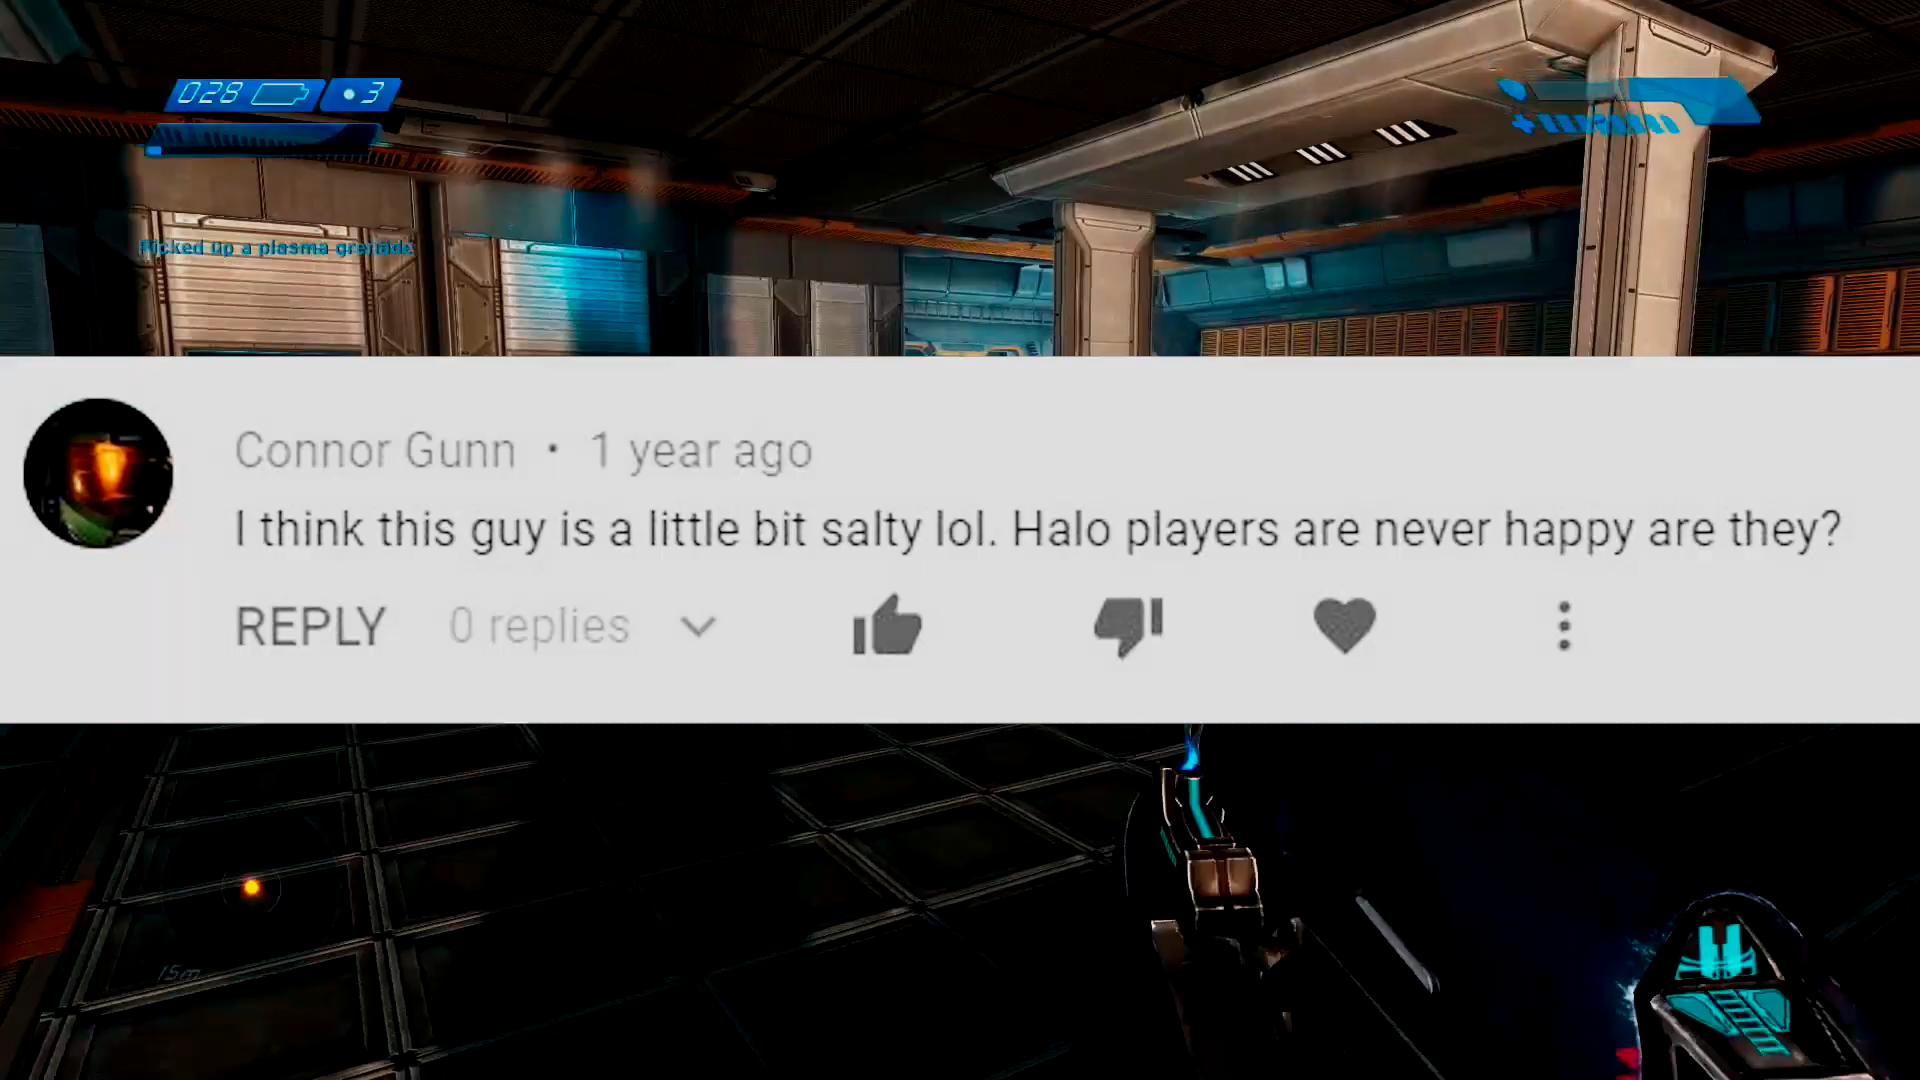 028 3
Picked up a plasma grenade
Connor Gunn • 1 year ago
I think this guy is a little bit salty lol. Halo players are never happy are they?
REPLY 0 replies
15m